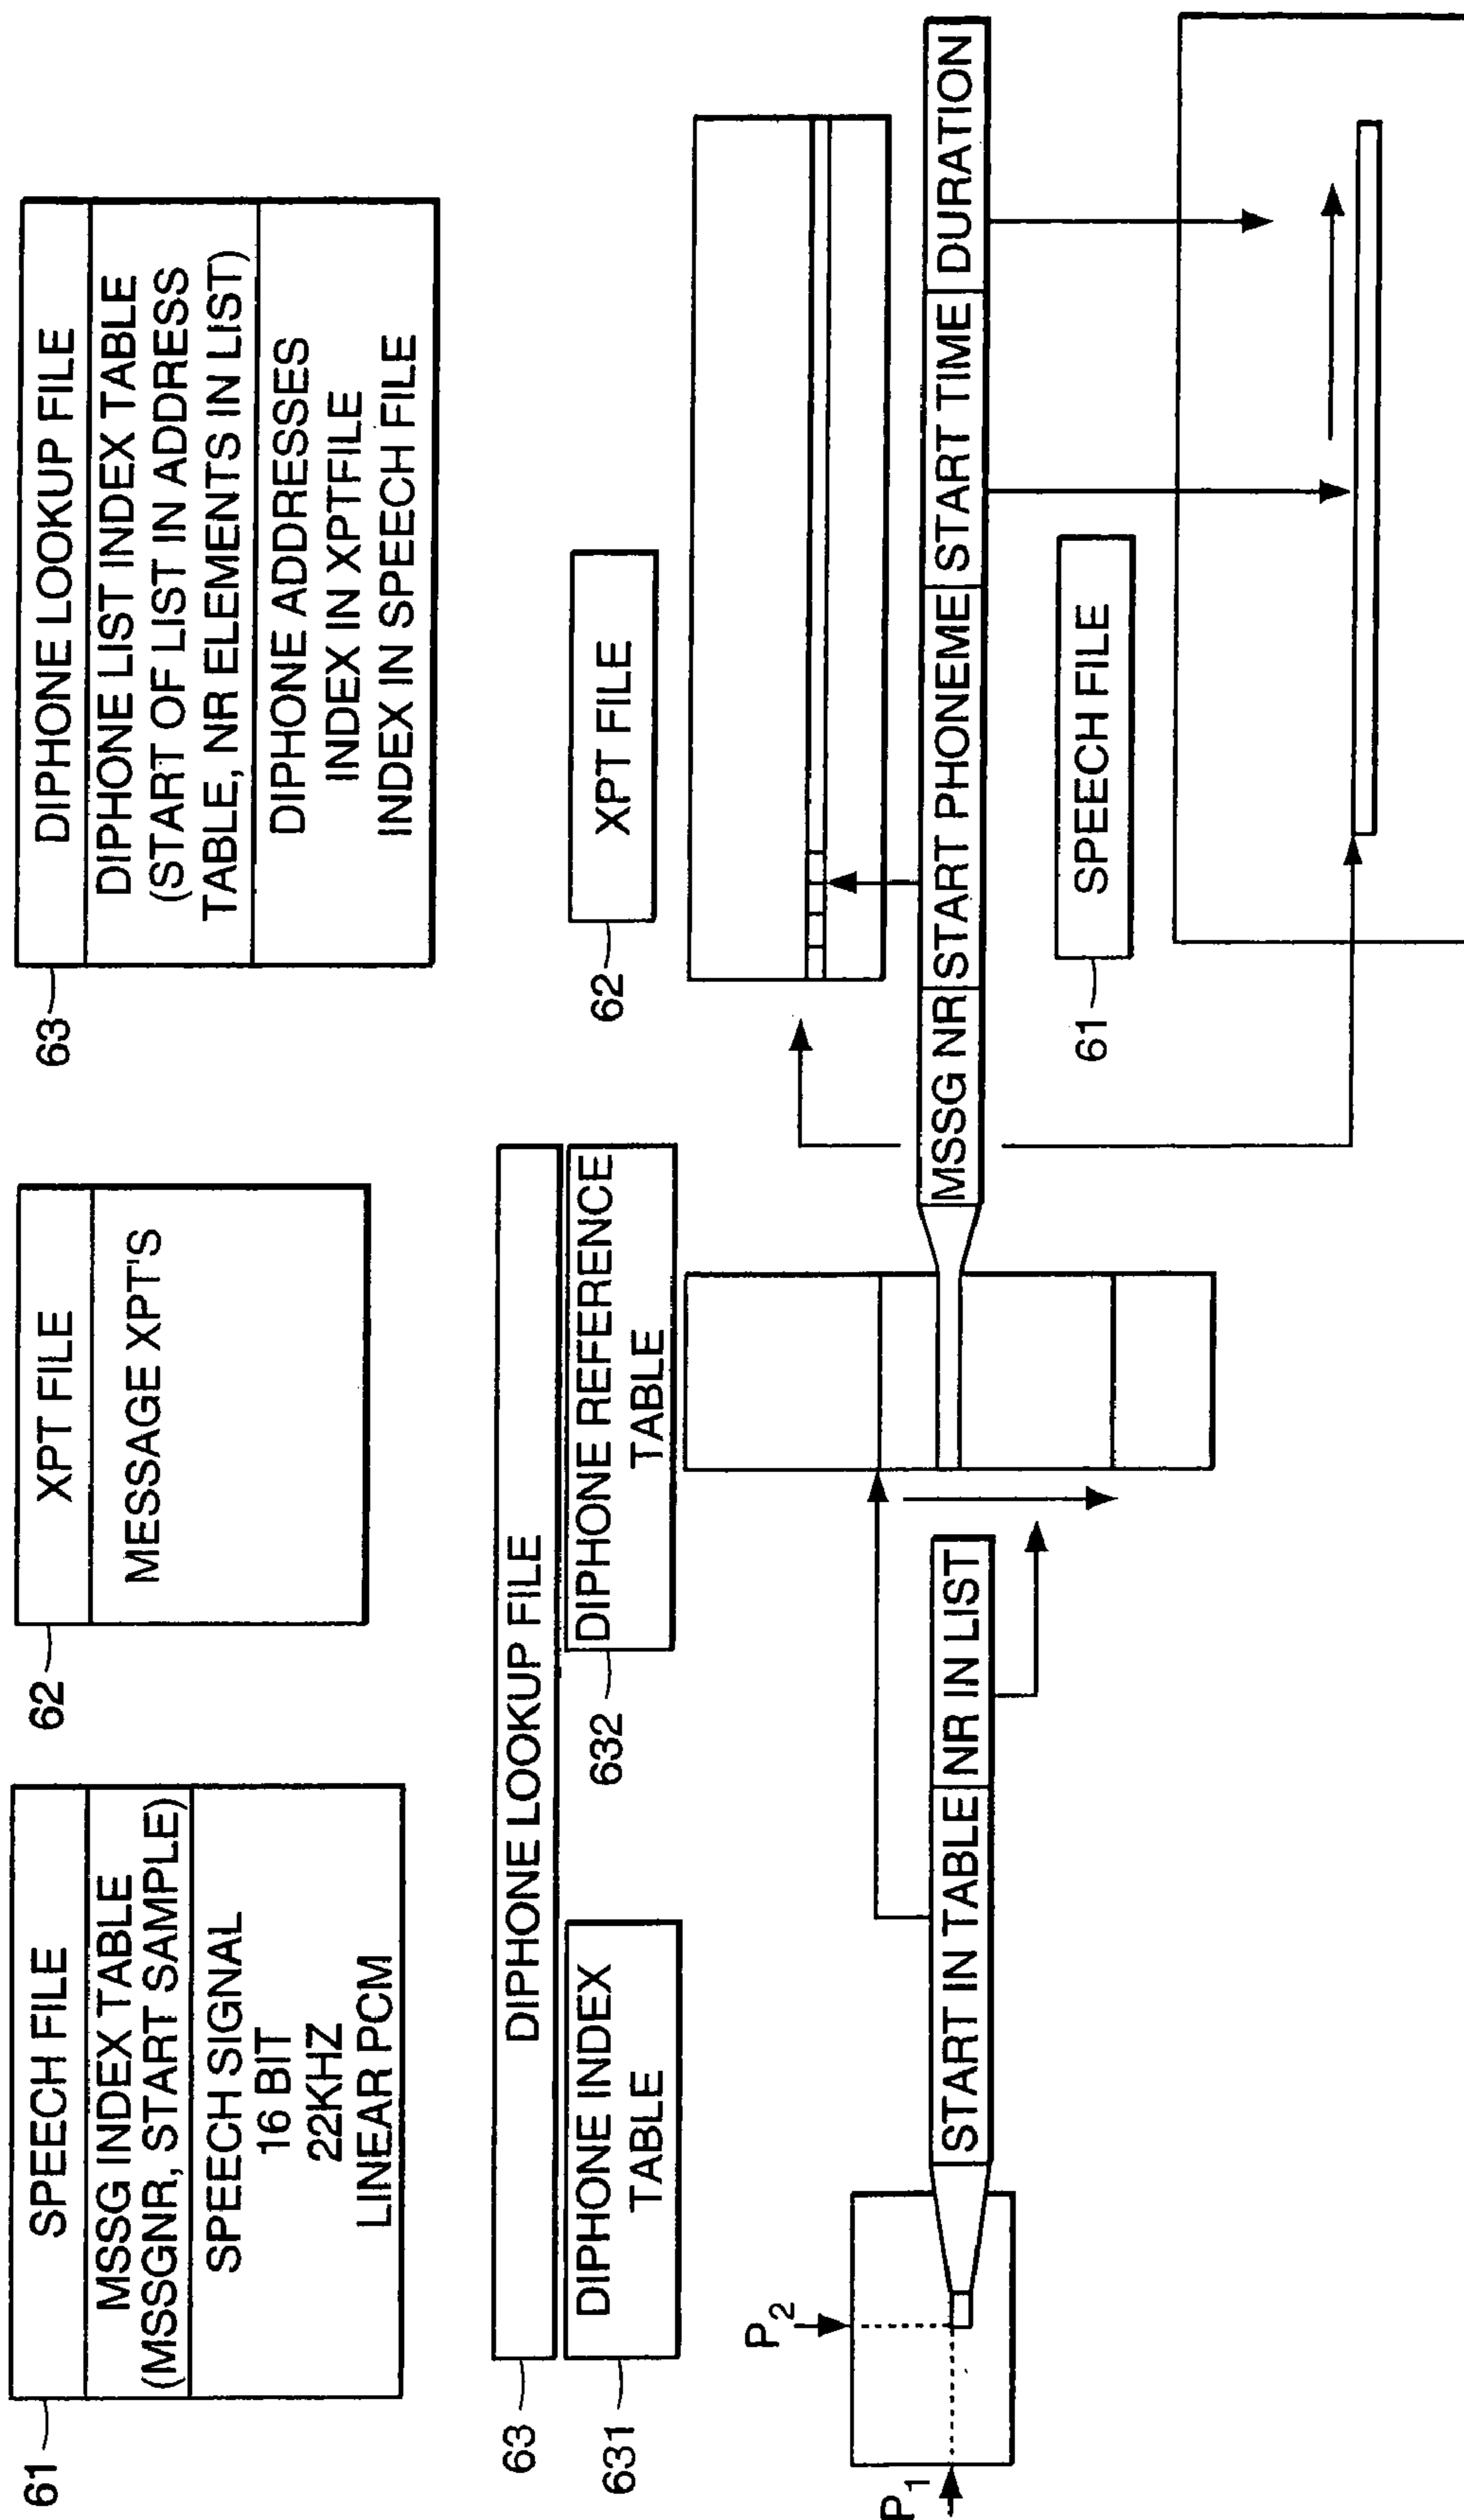 61
SPEECH FILE
MSSG INDEX TABLE
(MSSGNR, START SAMPLE)
SPEECH SIGNAL
16 BIT
22KHZ
LINEAR PCM
62
XPT FILE
MESSAGE XPT'S
63
DIPHONE LOOKUP FILE
DIPHONE LIST INDEX TABLE
(START OF LIST IN ADDRESS
TABLE, NR ELEMENTS IN LIST)
DIPHONE ADDRESSES
INDEX IN XPTFILE
INDEX IN SPEECH FILE
63
DIPHONE LOOKUP FILE
631
DIPHONE INDEX
TABLE
632
DIPHONE REFERENCE
TABLE
62
XPT FILE
P2
P1
START IN TABLE
NR IN LIST
MSSG NR
START PHONEME
START TIME
DURATION
61
SPEECH FILE